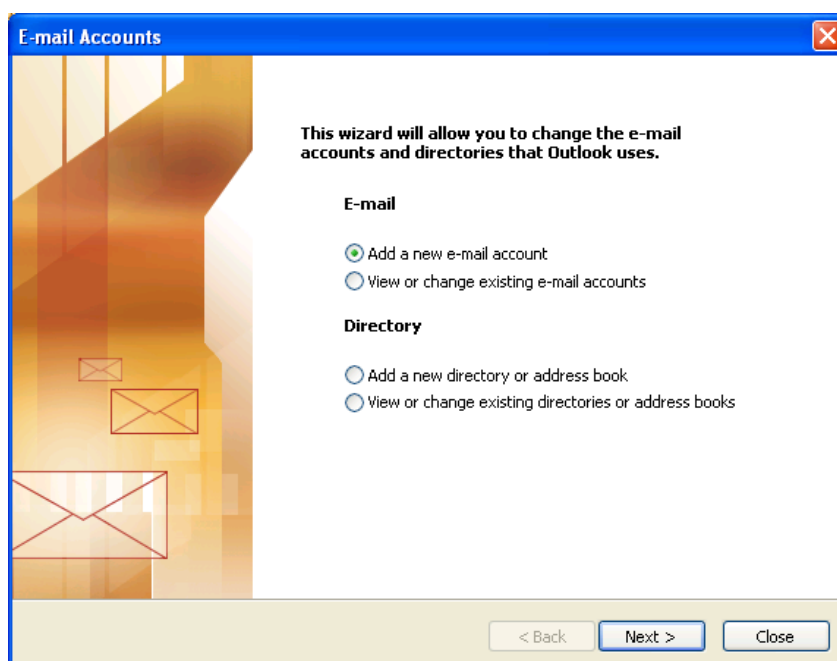 E-mail Accounts
This wizard will allow you to change the e-mail
accounts and directories that Outlook uses.
E-mail
Add a new e-mail account
View or change existing e-mail accounts
Directory
Add a new directory or address book
View or change existing directories or address books
< Back Next > Close